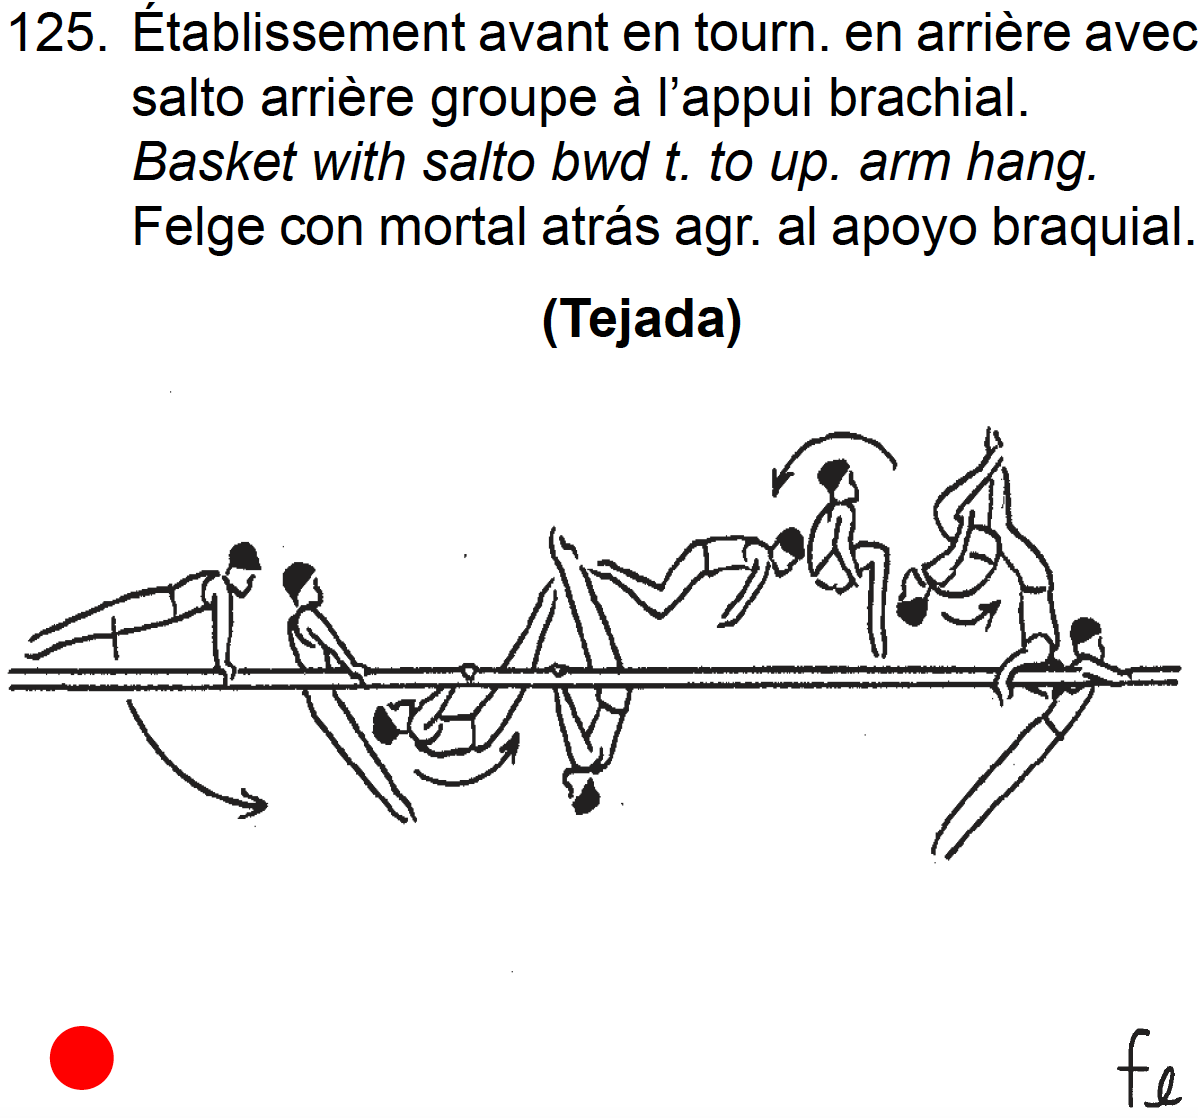 125. Établissement avant en tourn. en arrière avec
salto arrière groupe à l'appui brachial.
Basket with salto bwd t. to up. arm hang.
Felge con mortal atrás agr. al apoyo braquial.
(Tejada)
fe